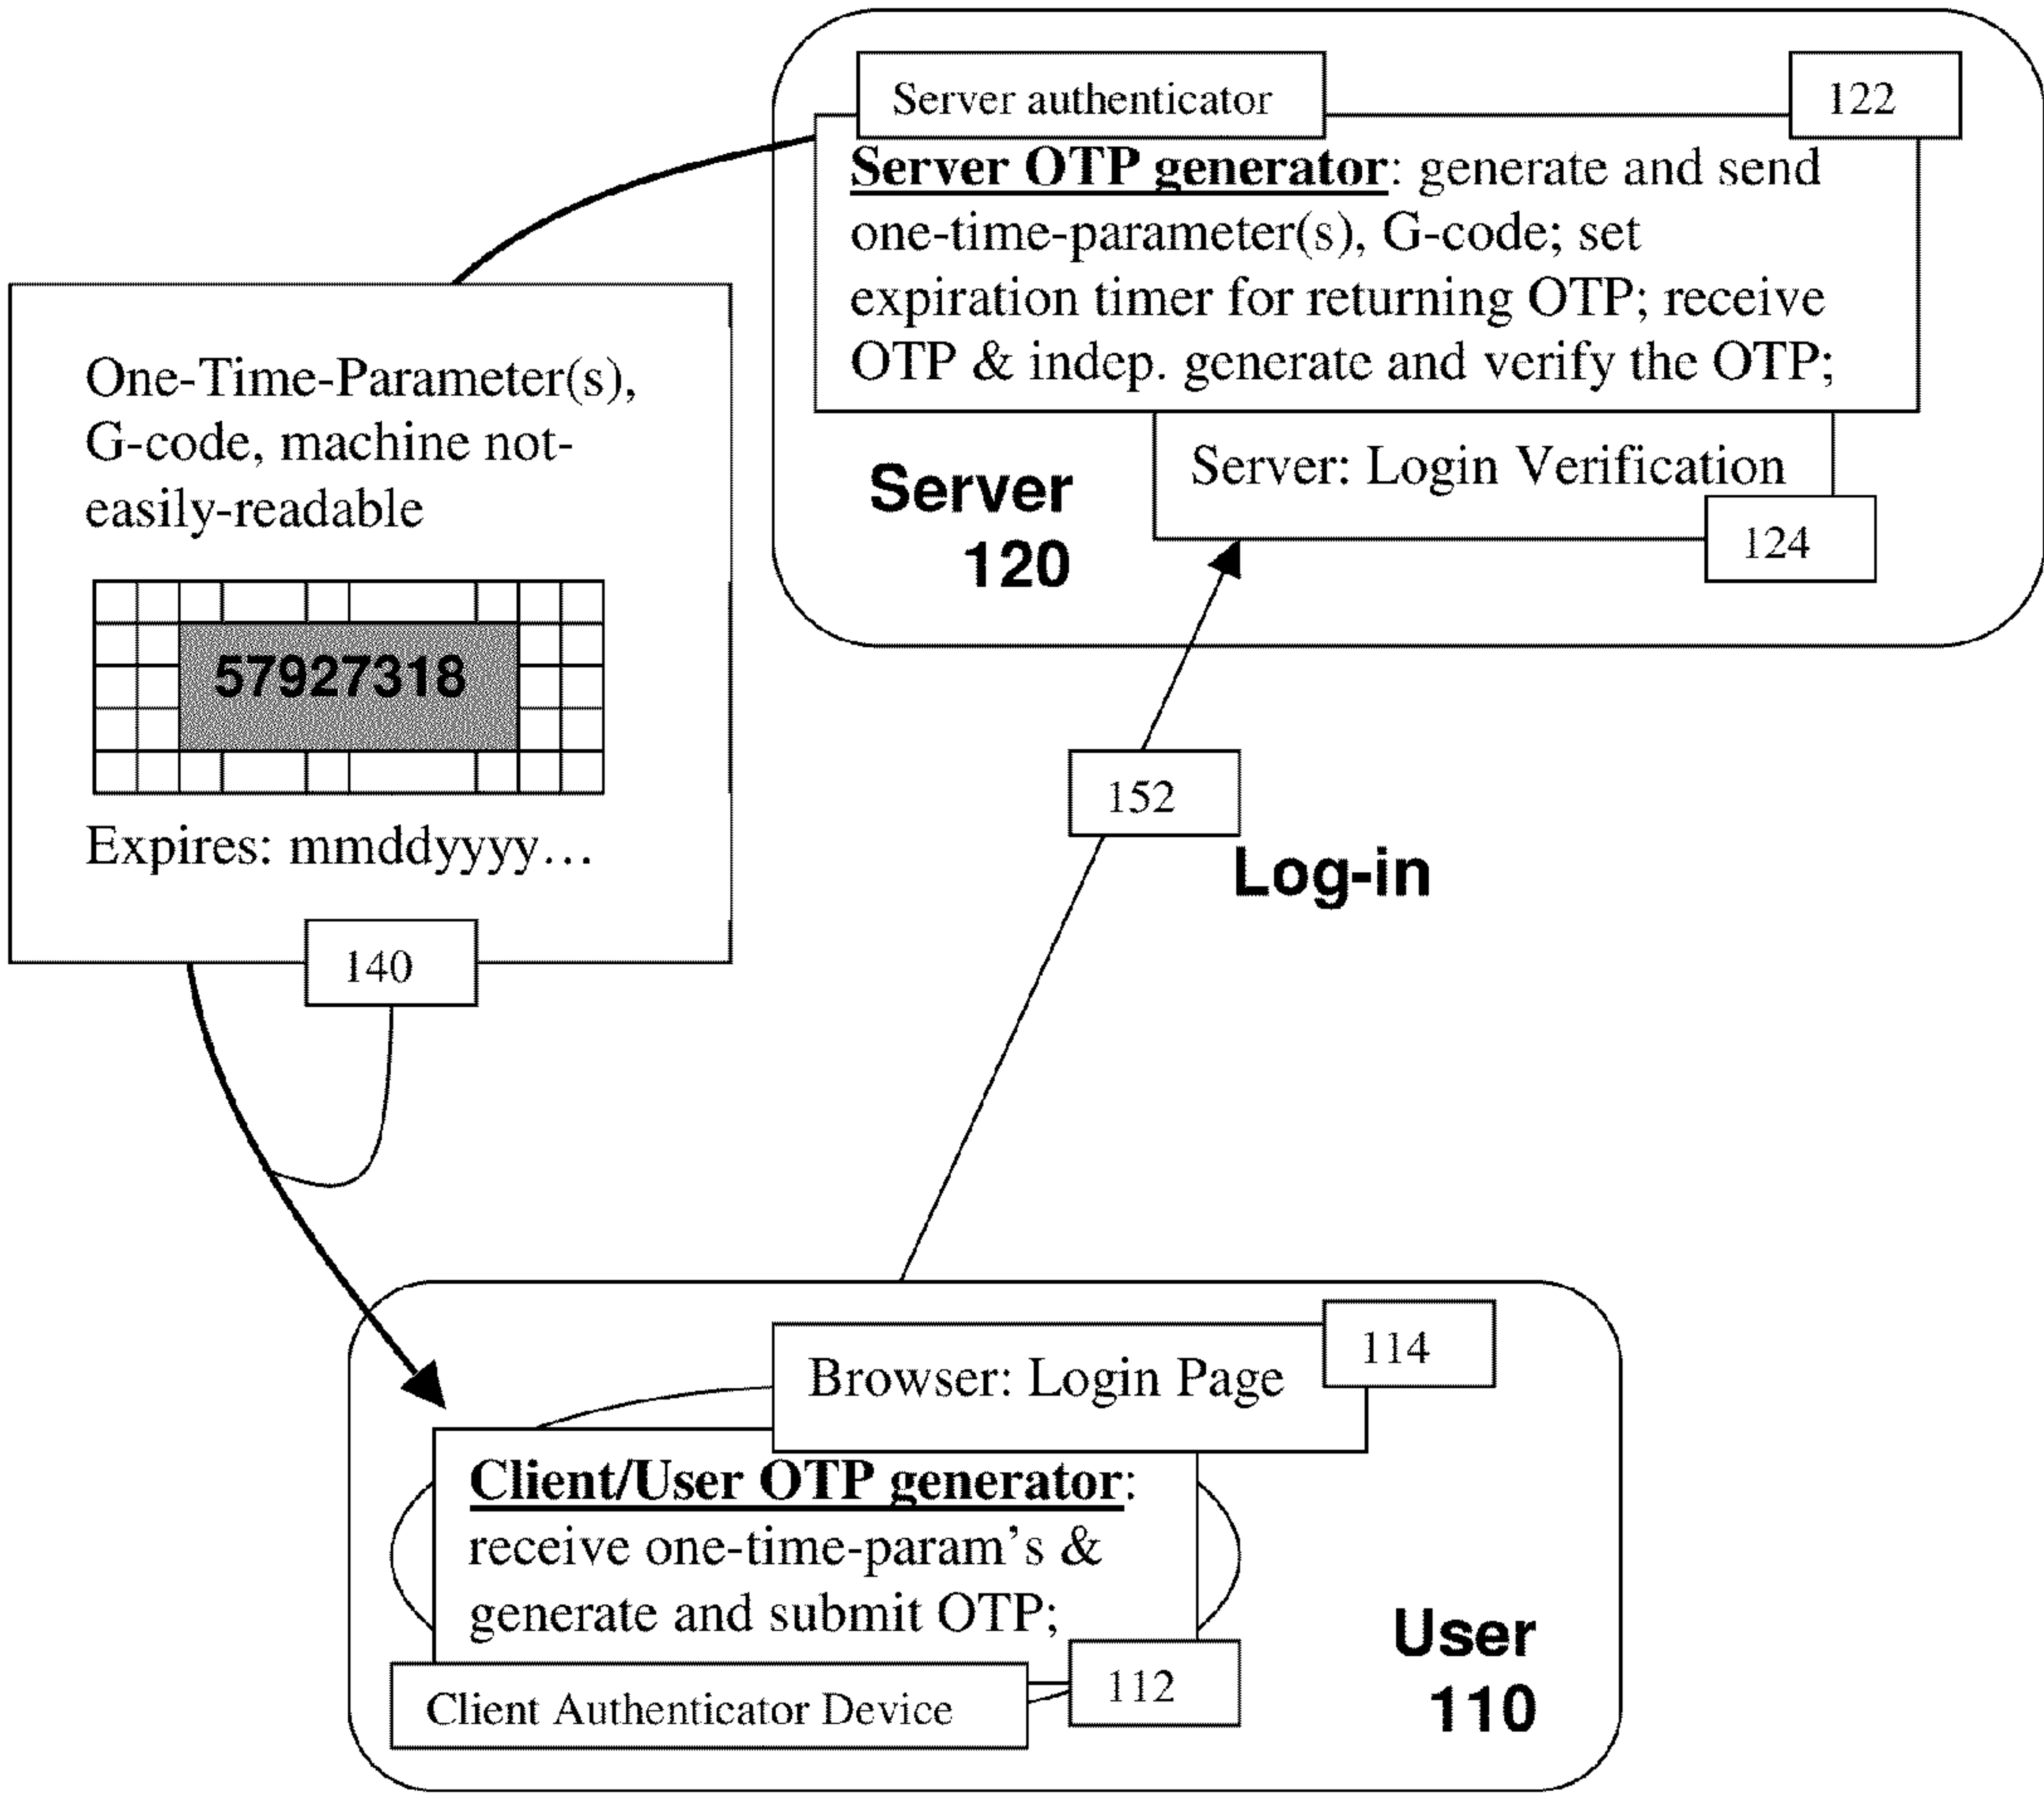 Server authenticator
122
Server OTP generator: generate and send
one-time-parameter(s), G-code; set
expiration timer for returning OTP; receive
OTP & indep. generate and verify the OTP;
Server: Login Verification
124
Server
120
One-Time-Parameter(s),
G-code, machine not-
easily-readable
57927318
Expires: mmddyyyy...
140
152
Log-in
114
Browser: Login Page
Client/User OTP generator:
receive one-time-param's &
generate and submit OTP;
112
Client Authenticator Device
User
110